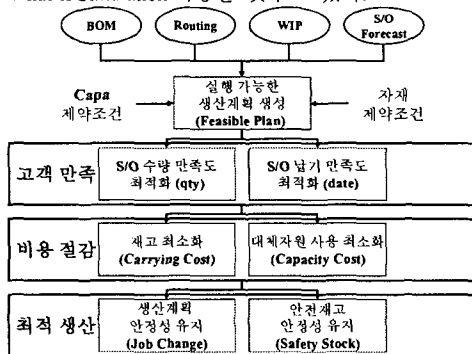 BOM
Routing
WIP
S/O
Forecast
Capa
제약조건
실행 가능한
생산계획 생성
(Feasible Plan)
자재
제약조건
고객 만족
S/O 수량 만족도
최적화 (qty)
S/O 납기 만족도
최적화 (date)
비용 절감
재고 최소화
(Carrying Cost)
대체자원 사용 최소화
(Capacity Cost)
최적 생산
생산계획
안정성 유지
(Job Change)
안전재고
안정성 유지
(Safety Stock)